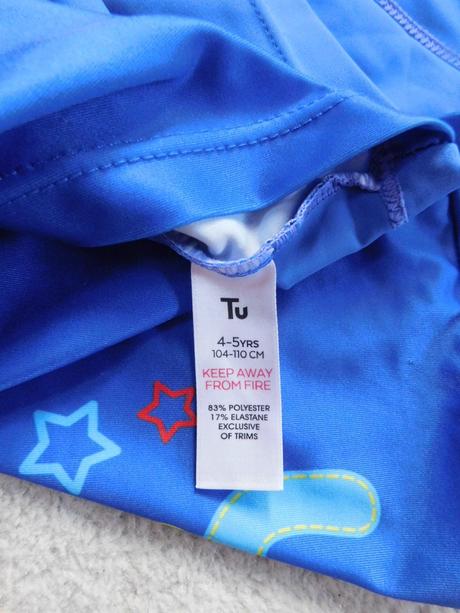 Tu
4-5YRS
104-110 CM
KEEP AWAY
FROM FIRE
83% POLYESTER
17% ELASTANE
EXCLUSIVE
OF TRIMS